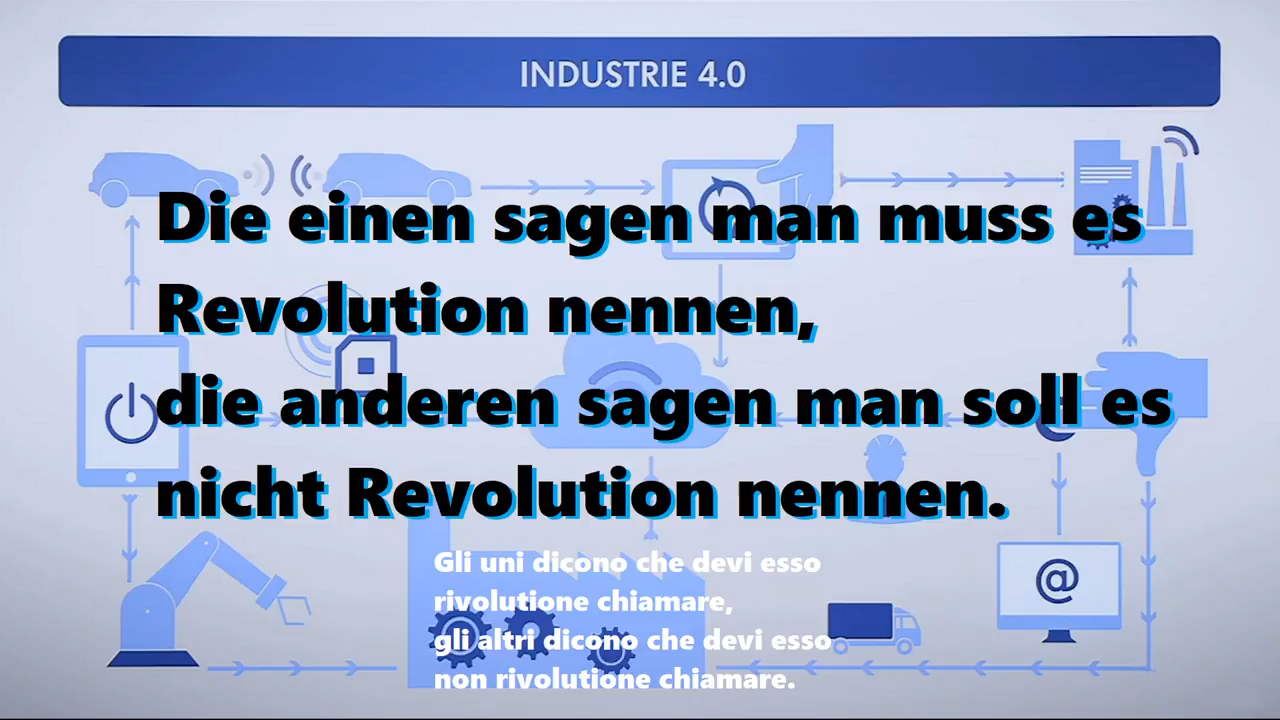 INDUSTRIE 4.0
Die einen sagen man muss es
Revolution nennen,
die anderen sagen man soll es
nicht Revolution nennen.
@
Gli uni dicono che devi esso
rivolutione chiamare,
gli altri dicono che devi esso
non rivolutione chiamare.